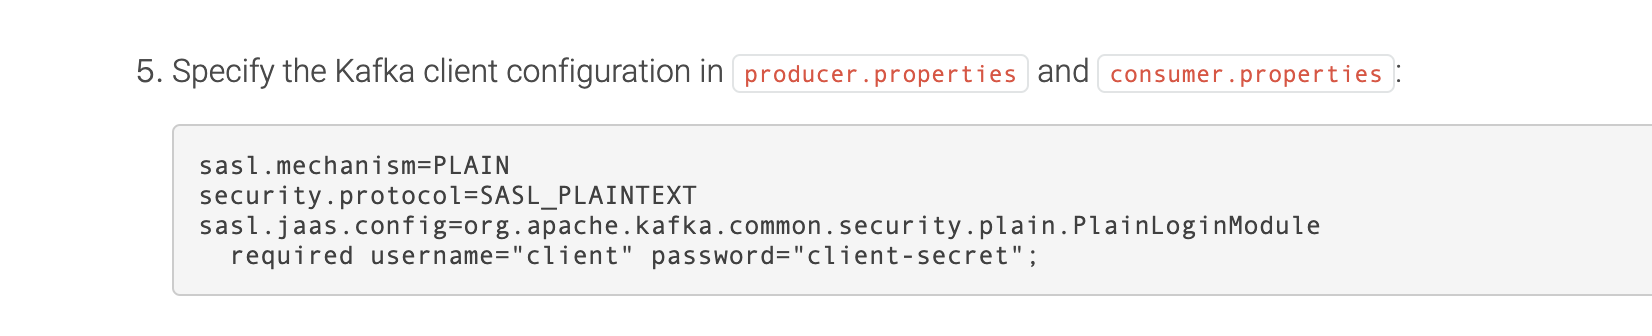 5. Specify the Kafka client configuration in producer.properties and consumer.properties:
sasl.mechanism=PLAIN
security.protocol=SASL_PLAINTEXT
sasl.jaas.config=org.apache.kafka.common.security.plain.PlainLoginModule
required username="client" password="client-secret";